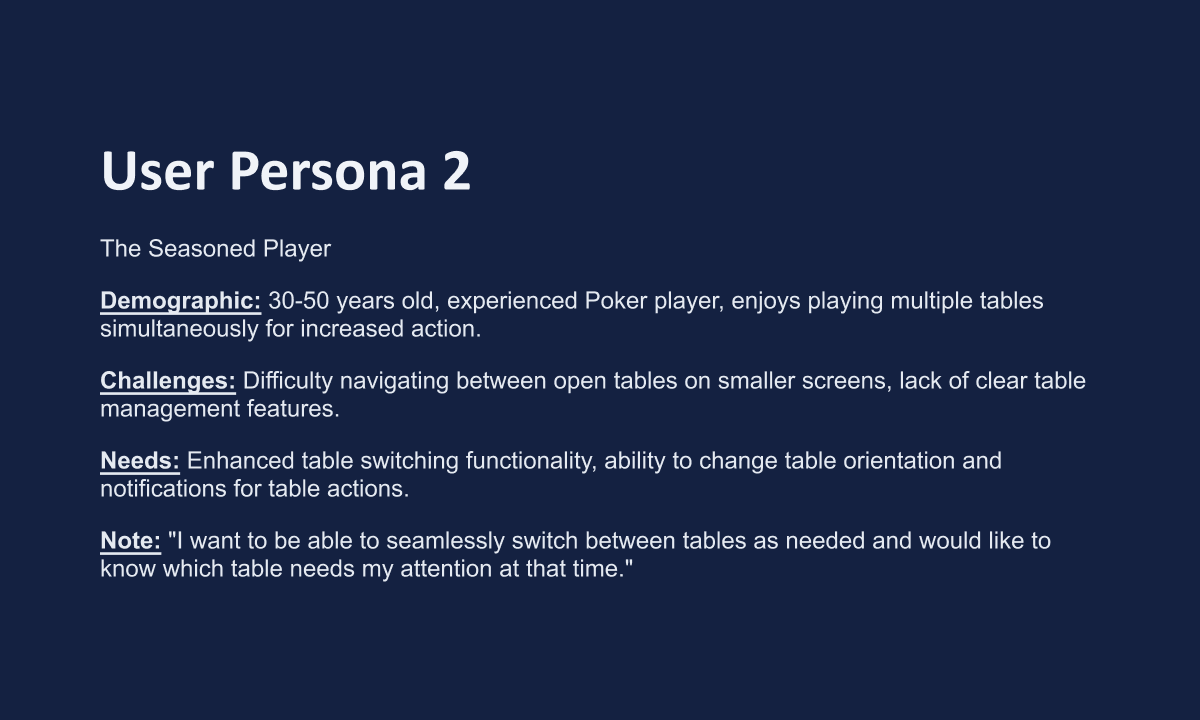 User Persona 2
The Seasoned Player
Demographic: 30-50 years old, experienced Poker player, enjoys playing multiple tables
simultaneously for increased action.
Challenges: Difficulty navigating between open tables on smaller screens, lack of clear table
management features.
Needs: Enhanced table switching functionality, ability to change table orientation and
notifications for table actions.
Note: "I want to be able to seamlessly switch between tables as needed and would like to
know which table needs my attention at that time."